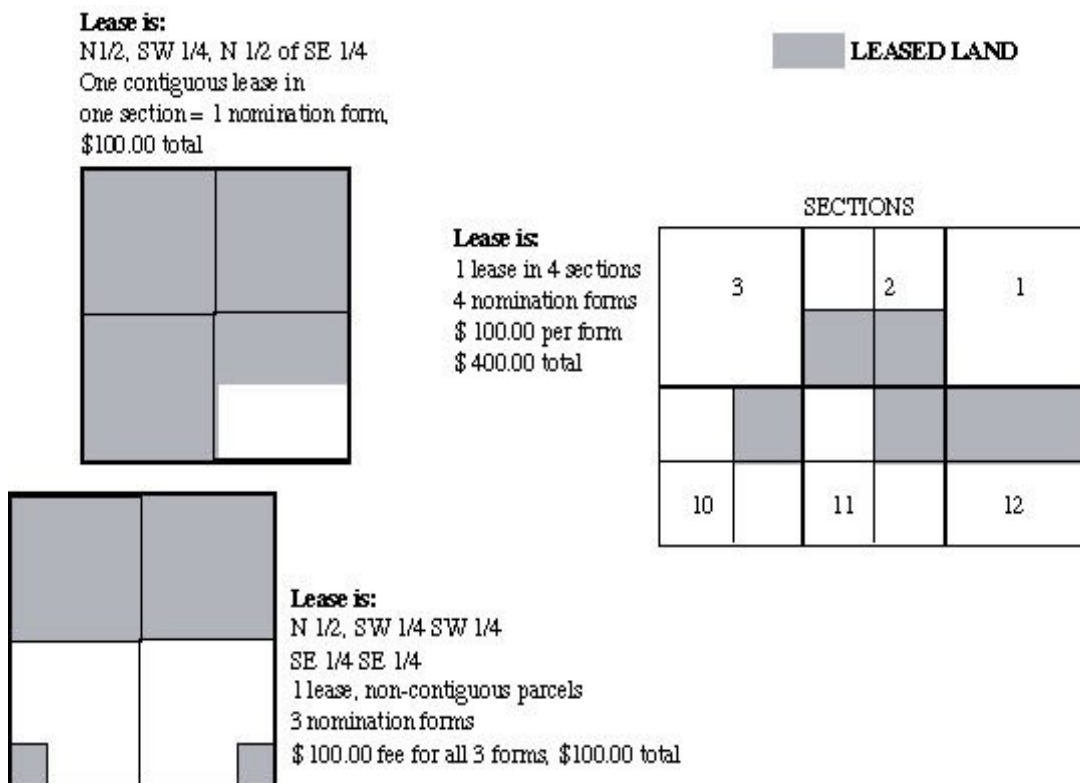 Lease is:
N1/2, SW 1/4, N 1/2 of SE 1/4
One contiguous lease in
one section = 1 nomination form,
$100.00 total
LEASED LAND
SECTIONS
Lease is:
1 lease in 4 sections
4 nomination forms
$ 100.00 per form
$ 400.00 total
3
2
1
10
11
12
Lease is:
N 1/2, SW 1/4 SW 1/4
SE 1/4 SE 1/4
1 lease, non-contiguous parcels
3 nomination forms
$ 100.00 fee for all 3 forms, $100.00 total